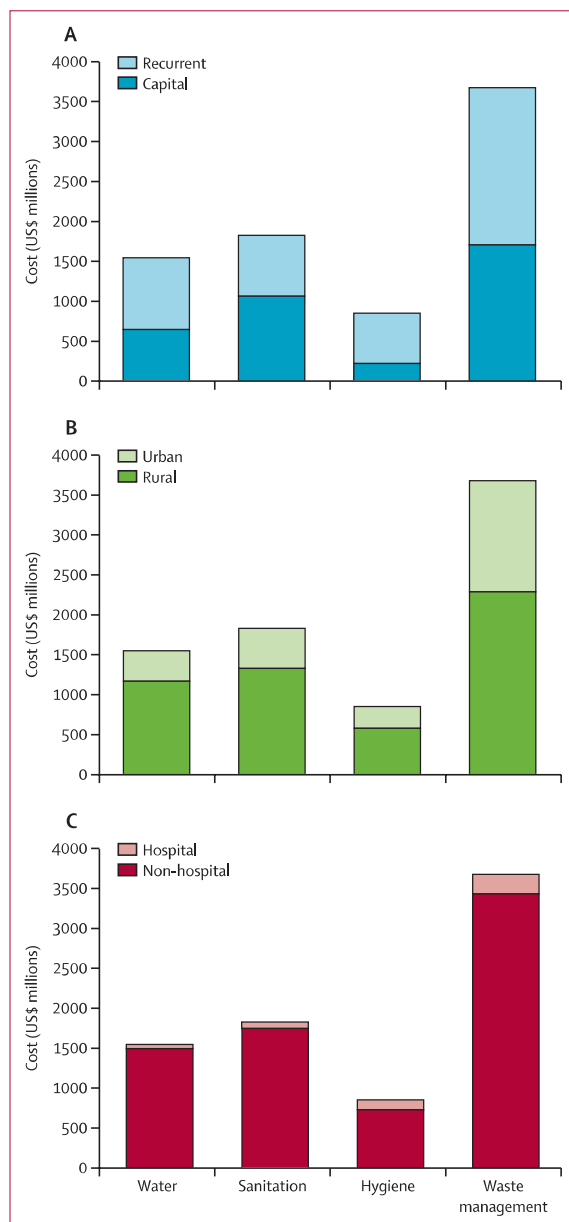 A
Recurrent
Capital
Cost (US$ millions)
4000
3500
3000
2500
2000
1500
1000
500
0
B
Urban
Rural
Cost (US$ millions)
4000
3500
3000
2500
2000
1500
1000
500
0
C
Hospital
Non-hospital
Cost (US$ millions)
4000
3500
3000
2500
2000
1500
1000
500
0
Water
Sanitation
Hygiene
Waste
management